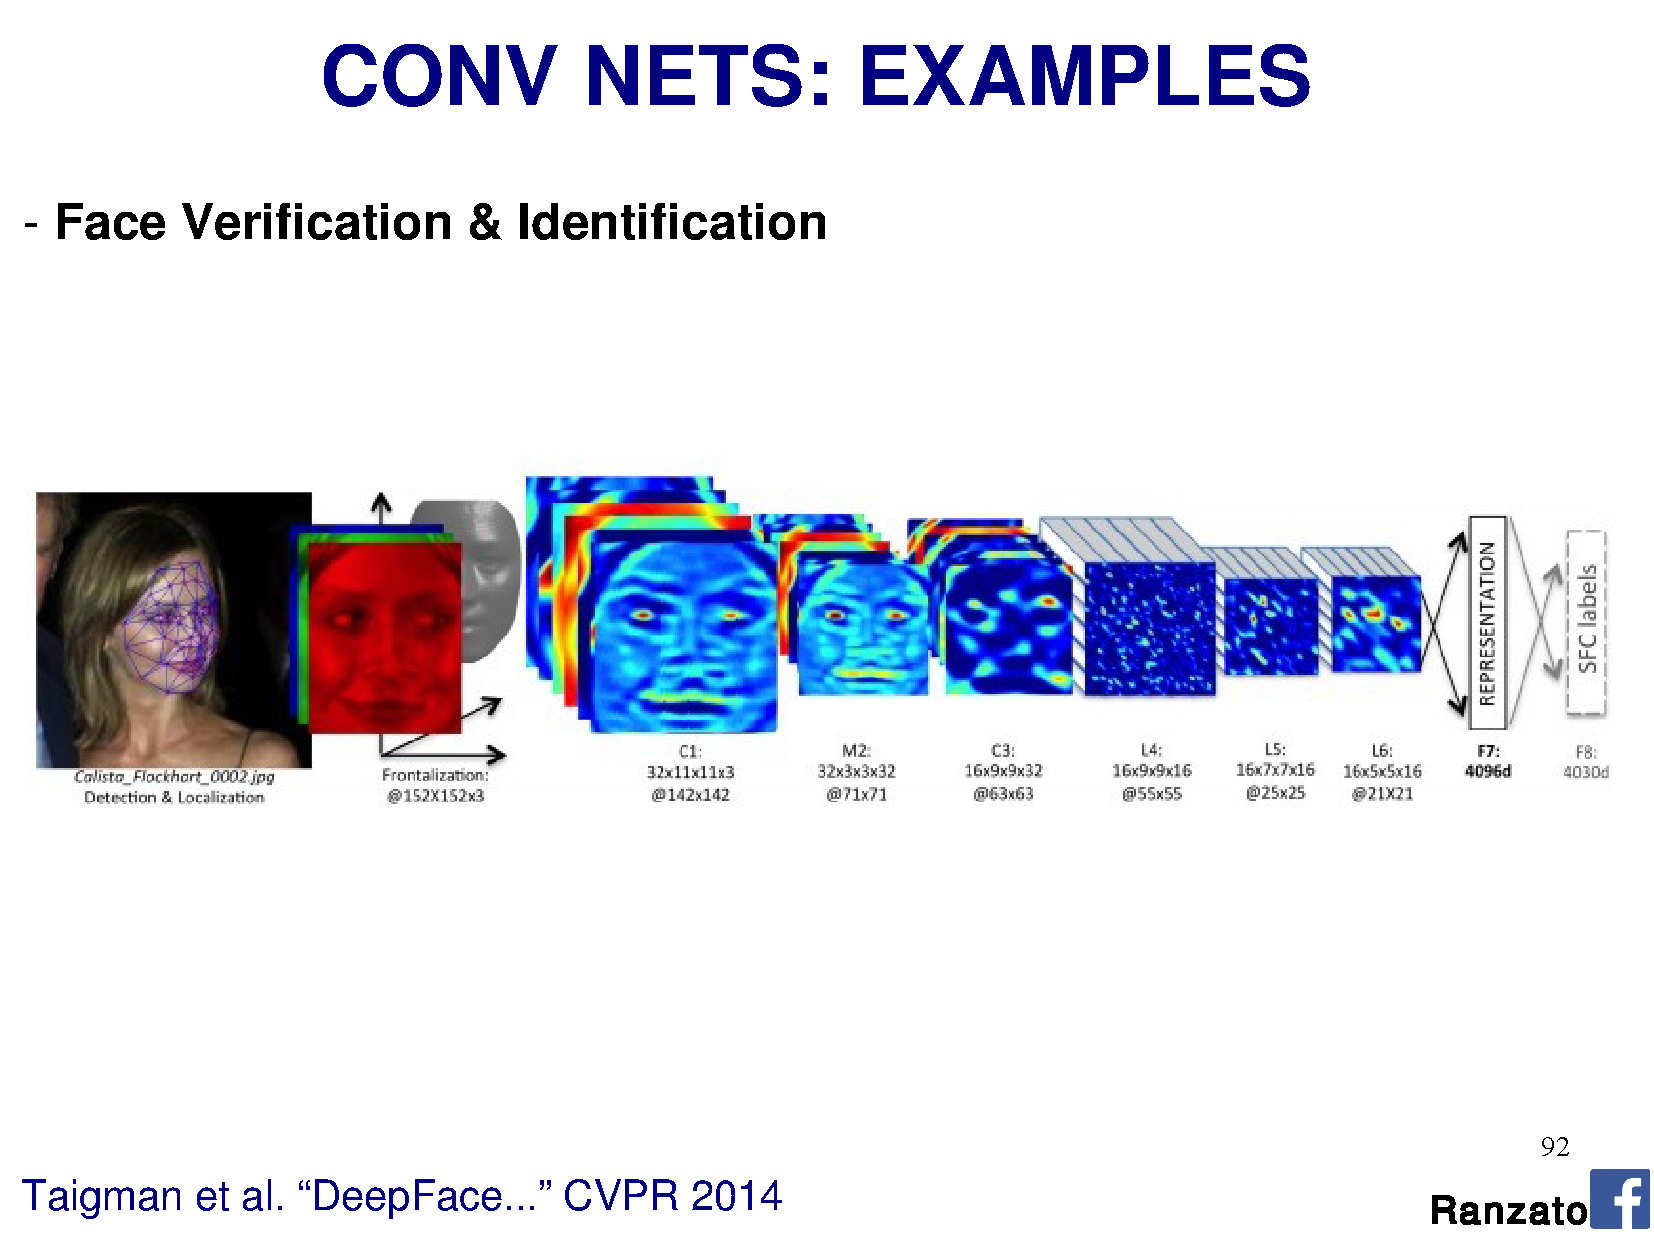 CONV NETS: EXAMPLES
- Face Verification & Identification
Calista_Flockhart_0002.jpg
Detection & Localization
Frontalization:
@152X152x3
C1:
32x11x11x3
@142x142
M2:
32x3x3x32
@71x71
C3:
16x9x9x32
@63x63
L4:
16x9x9x16
@55x55
L5:
16x7x7x16
@25x25
L6:
16x5x5x16
@21X21
REPRESENTATION
F7:
4096d
SFC labels
F8:
4030d
92
Taigman et al. “DeepFace...” CVPR 2014
Ranzato
f